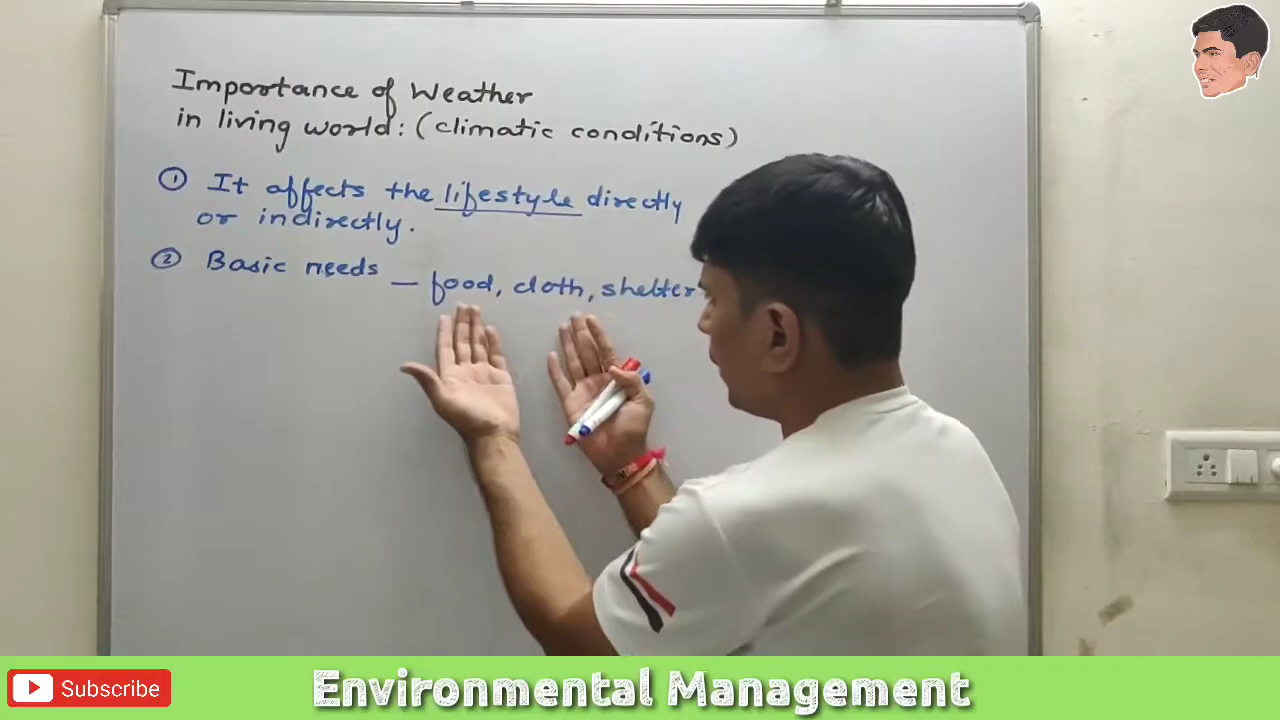 Importance of Weather
in living world: (climatic conditions)
① It affects the lifestyle directly
or indirectly.
② Basic needs
— food, cloth, shelter
Subscribe
Environmental Management